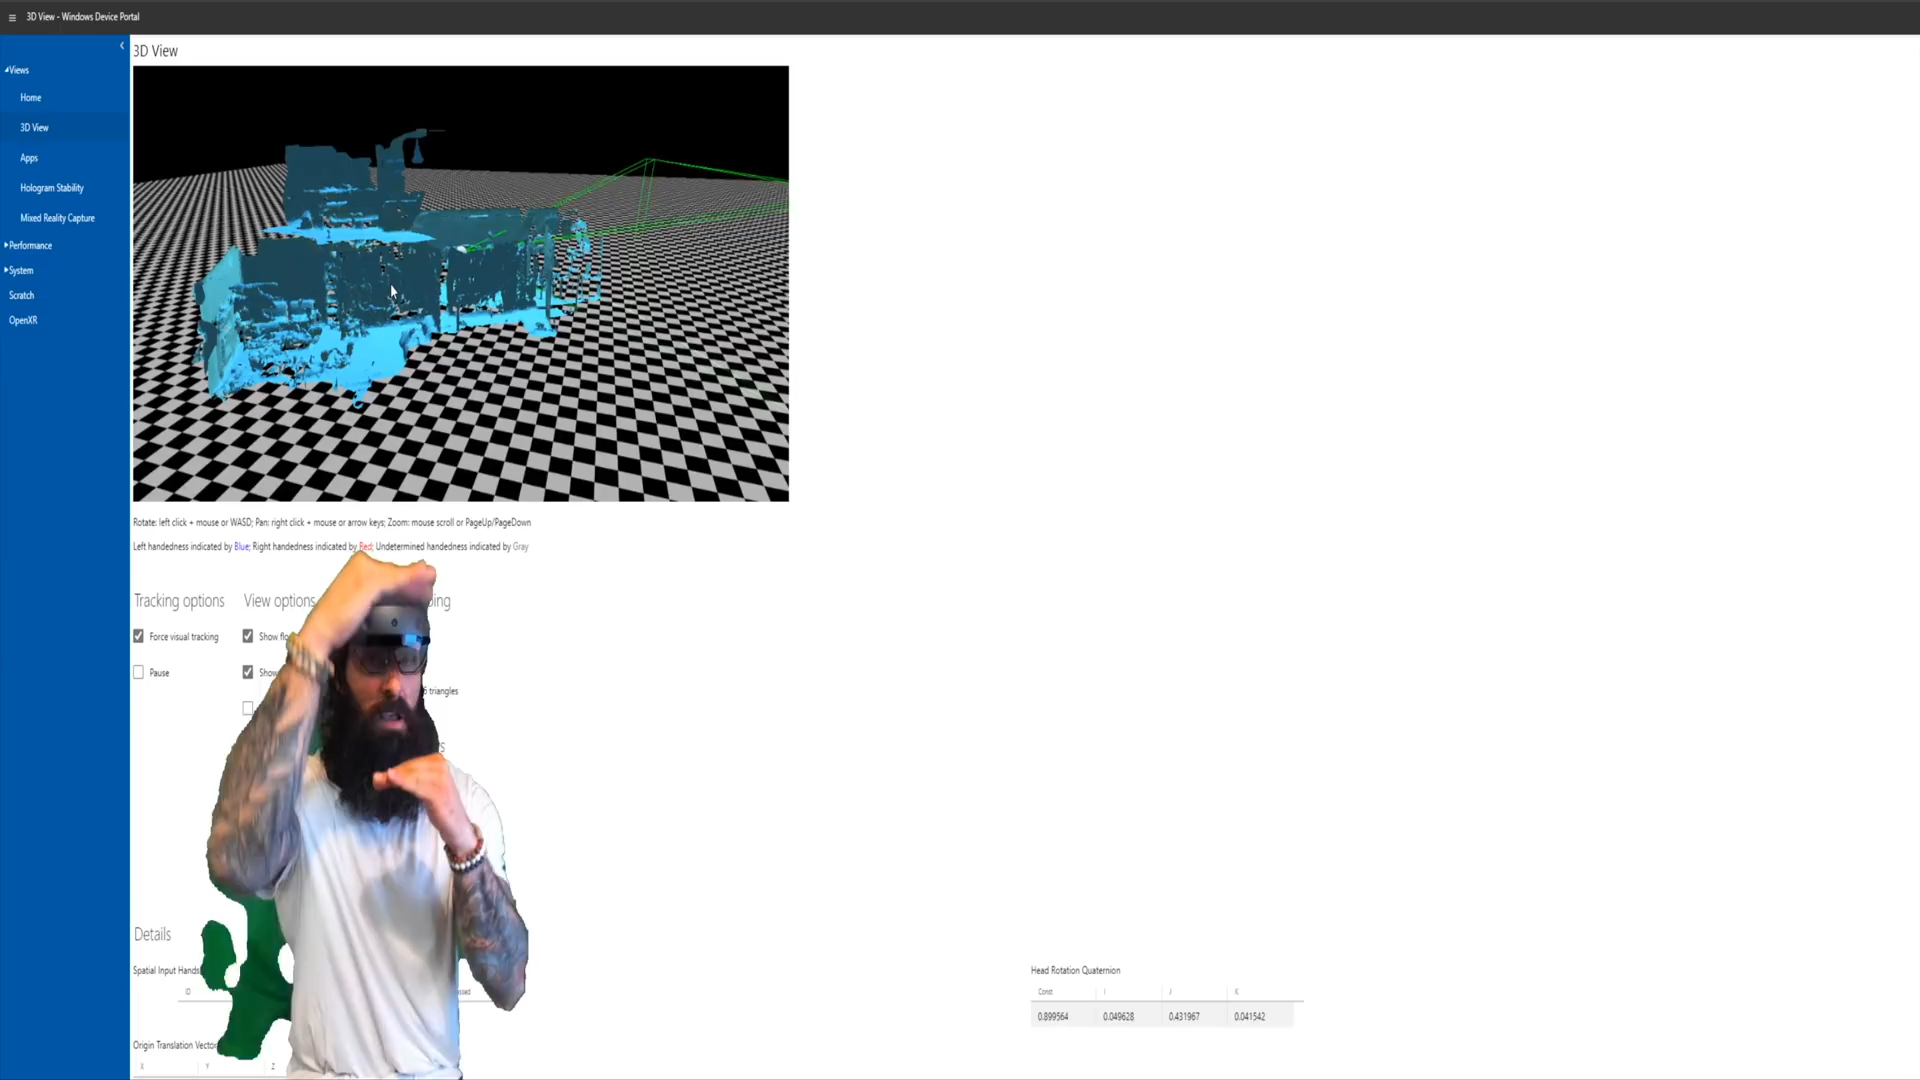 3D View - Windows Device Portal
3D View
Views
Home
3D View
Apps
Hologram Stability
Mixed Reality Capture
Performance
System
Scratch
OpenXR
Rotate: left click + mouse or WASD; Pan: right click + mouse or arrow keys; Zoom: mouse scroll or PageUp/PageDown
Left handedness indicated by Blue; Right handedness indicated by Red; Undetermined handedness indicated by Gray
Tracking options
View options
Force visual tracking
Show
Pause
Show
triangles
Details
Spatial Input Hands
ID
Head Rotation Quaternion
Const I J K
0.899564 0.049628 0.431967 0.041542
Origin Translation Vector
X Y Z